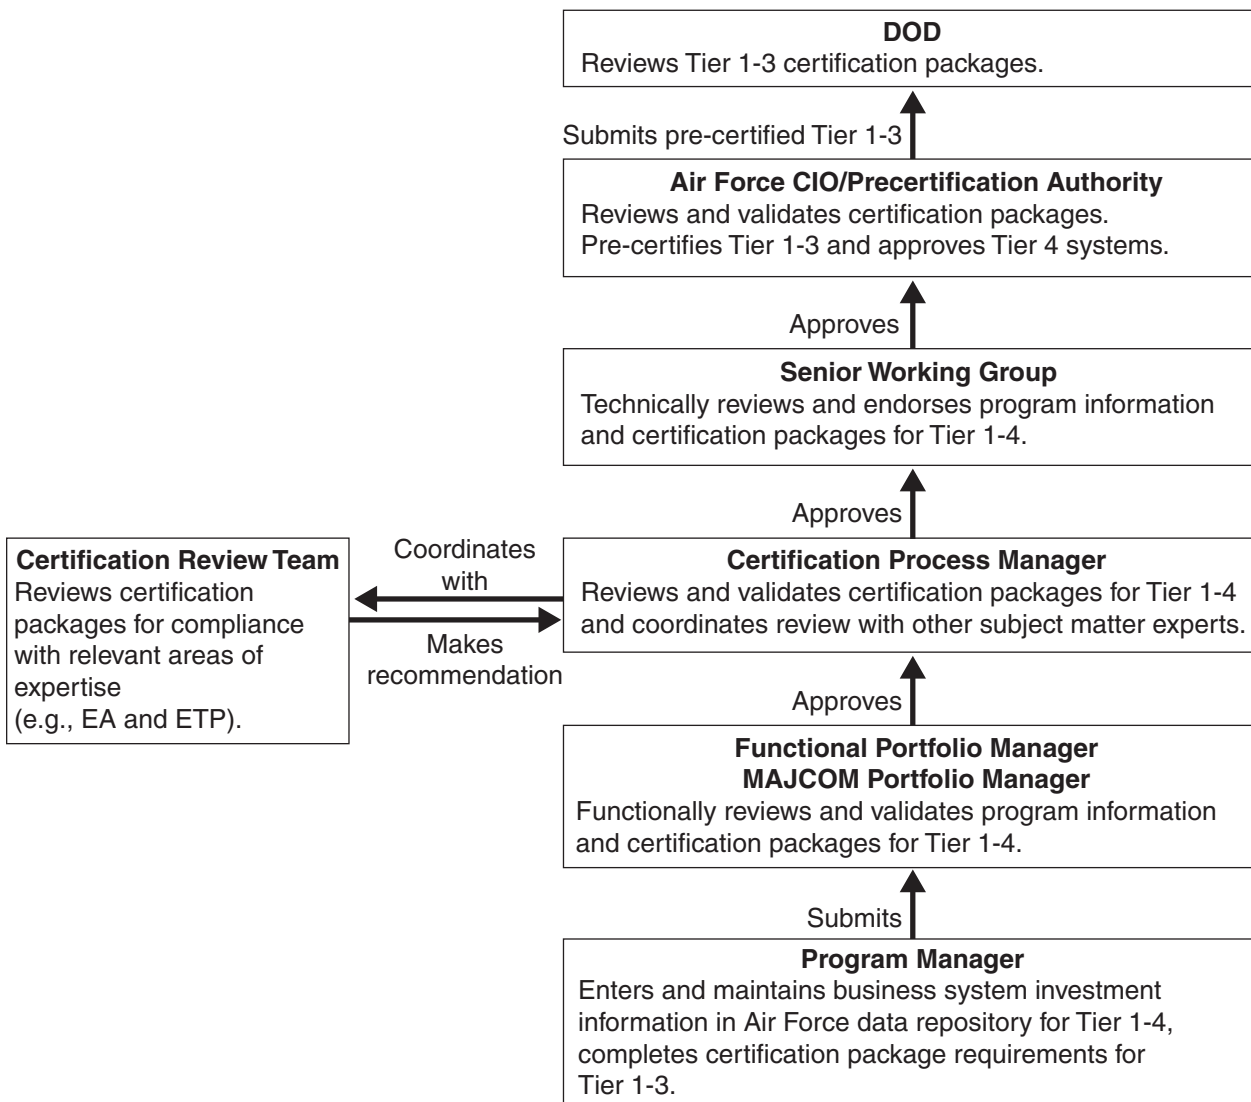 DOD
Reviews Tier 1-3 certification packages.
Submits pre-certified Tier 1-3
Air Force CIO/Precertification Authority
Reviews and validates certification packages.
Pre-certifies Tier 1-3 and approves Tier 4 systems.
Approves
Senior Working Group
Technically reviews and endorses program information
and certification packages for Tier 1-4.
Approves
Certification Review Team
Reviews certification
packages for compliance
with relevant areas of
expertise
(e.g., EA and ETP).
Coordinates
with
Makes
recommendation
Certification Process Manager
Reviews and validates certification packages for Tier 1-4
and coordinates review with other subject matter experts.
Approves
Functional Portfolio Manager
MAJCOM Portfolio Manager
Functionally reviews and validates program information
and certification packages for Tier 1-4.
Submits
Program Manager
Enters and maintains business system investment
information in Air Force data repository for Tier 1-4,
completes certification package requirements for
Tier 1-3.